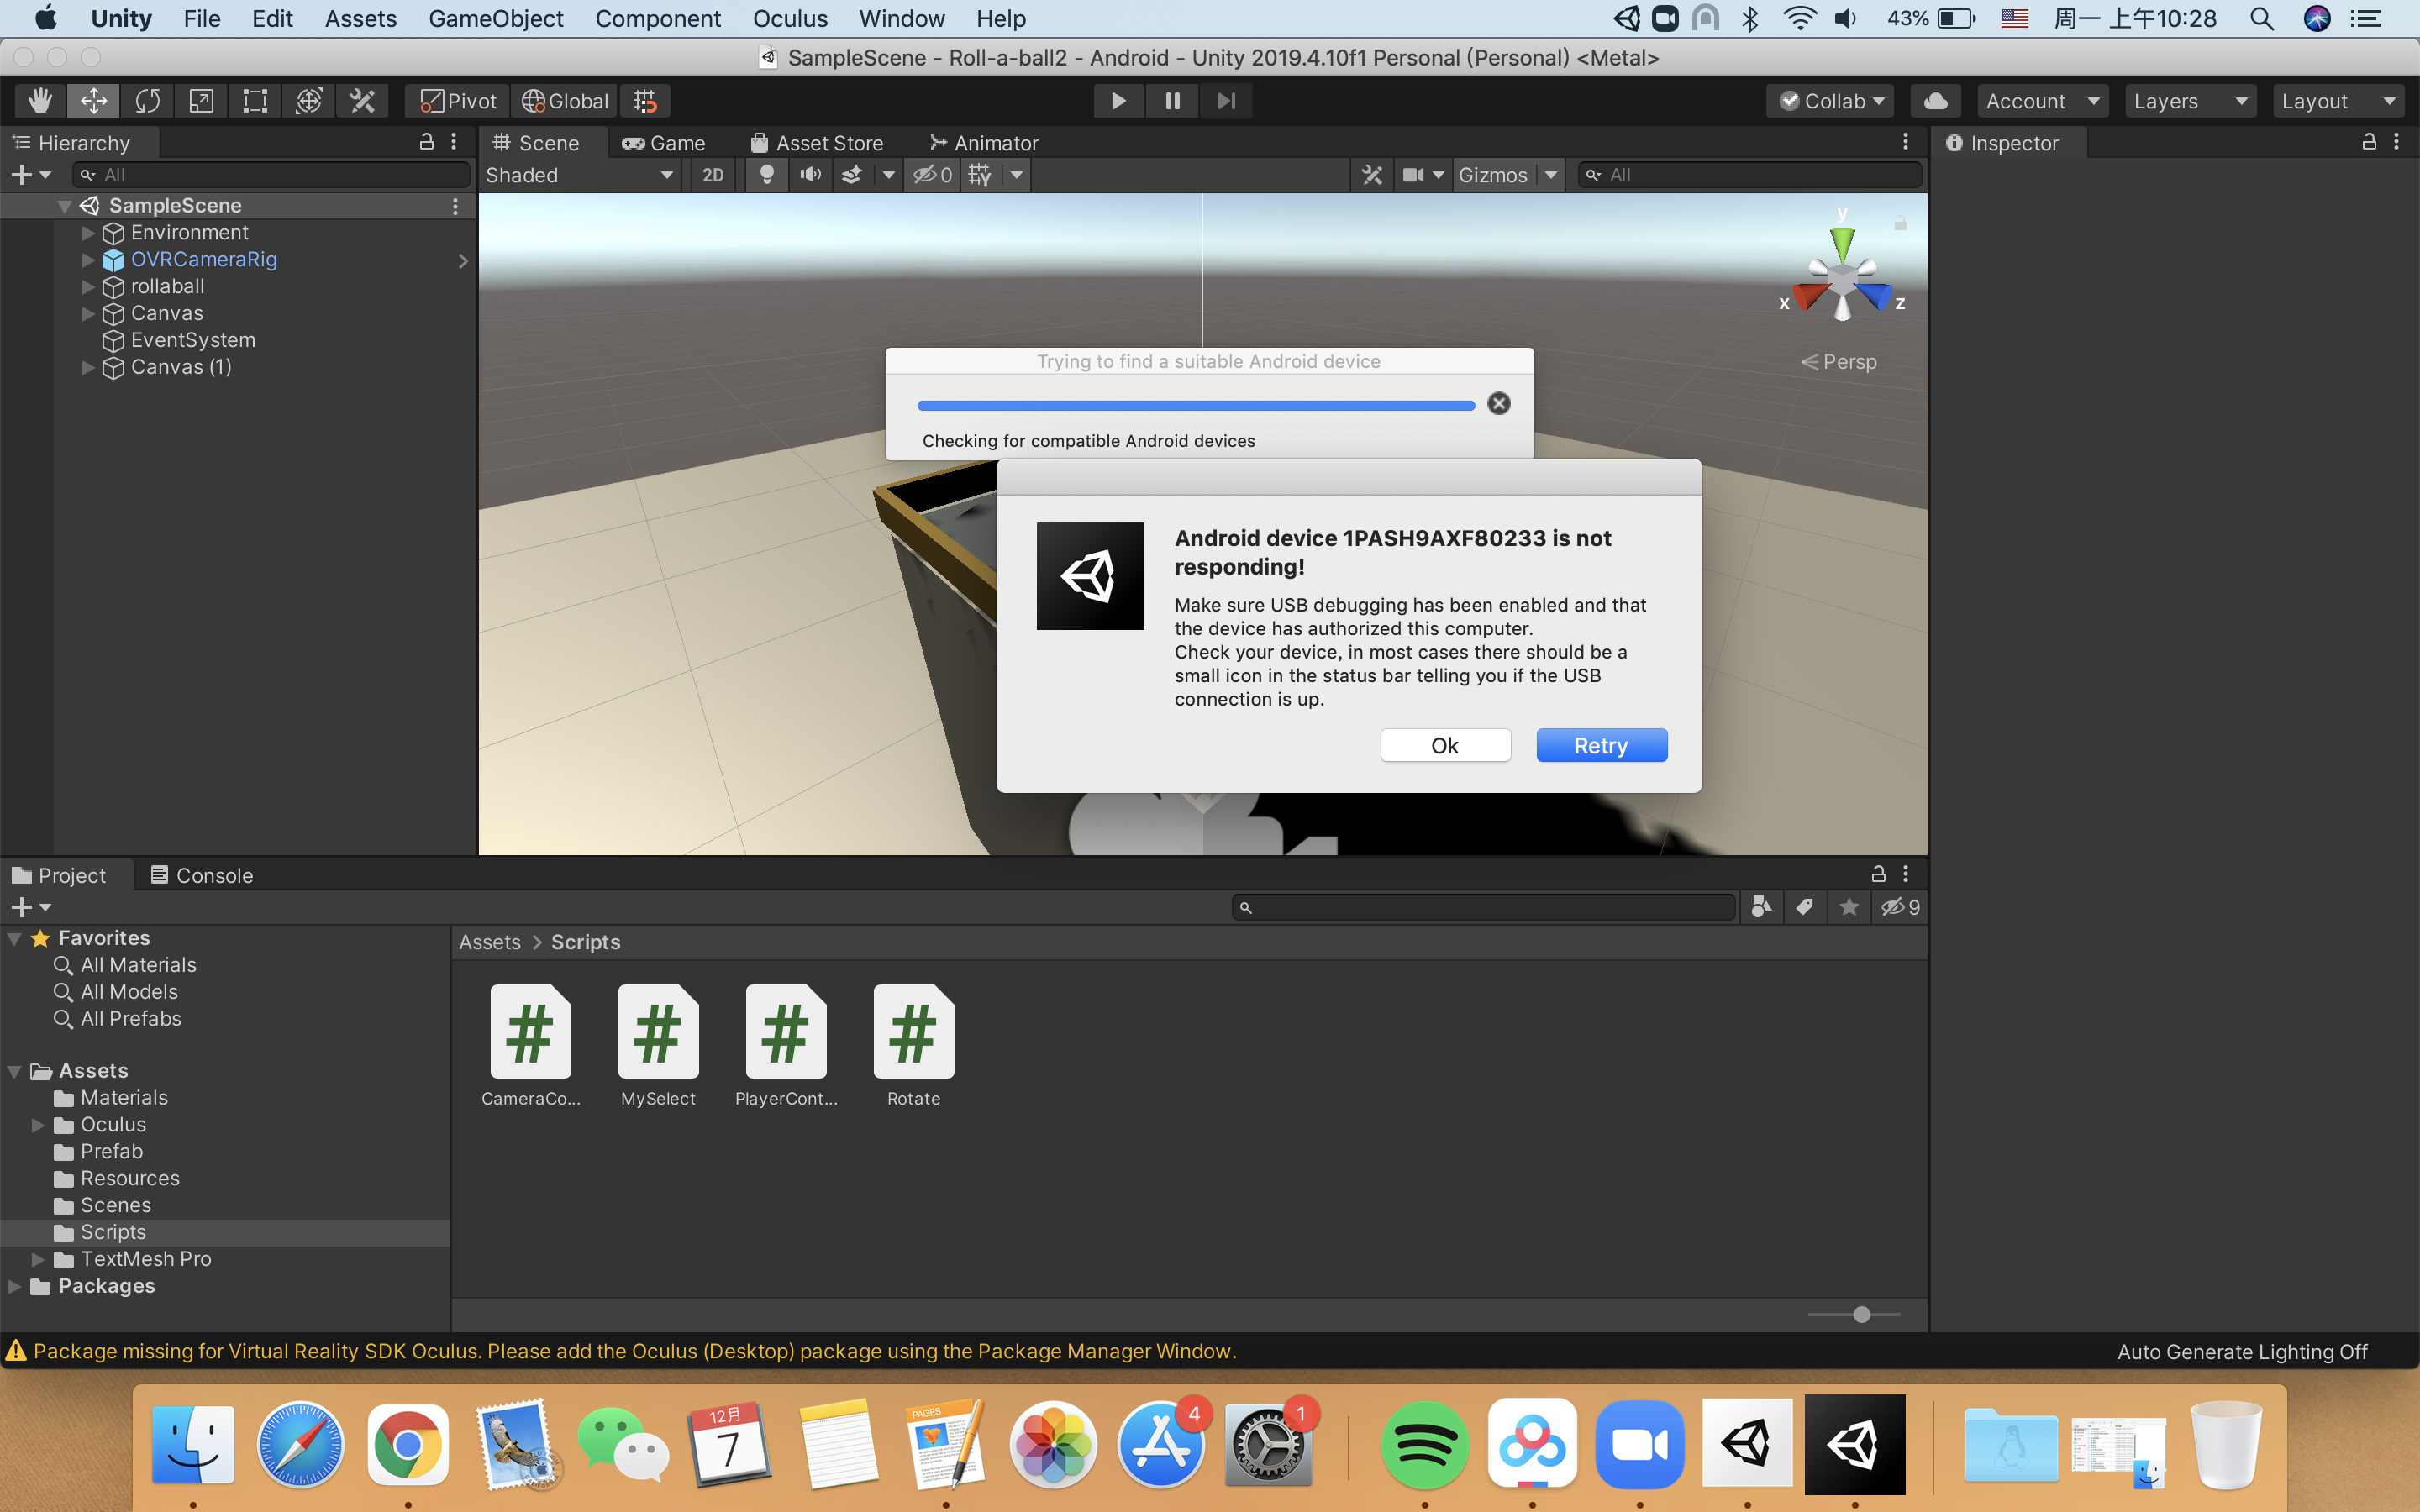 Unity File Edit Assets GameObject Component Oculus Window Help 43% 周一 上午10:28
SampleScene - Roll-a-ball2 - Android - Unity 2019.4.10f1 Personal (Personal) <Metal>
Pivot Global Collab Account Layers Layout
Hierarchy
All
SampleScene
Environment
OVRCameraRig
rollaball
Canvas
EventSystem
Canvas (1)
Scene Game Asset Store Animator
Shaded 2D 0 Gizmos All
y
x
z
Persp
Inspector
Trying to find a suitable Android device
Checking for compatible Android devices
Android device 1PASH9AXF80233 is not
responding!
Make sure USB debugging has been enabled and that
the device has authorized this computer.
Check your device, in most cases there should be a
small icon in the status bar telling you if the USB
connection is up.
Ok Retry
Project Console
9
Favorites
All Materials
All Models
All Prefabs
Assets
Materials
Oculus
Prefab
Resources
Scenes
Scripts
TextMesh Pro
Packages
Assets > Scripts
# # # #
CameraCo... MySelect PlayerCont... Rotate
Package missing for Virtual Reality SDK Oculus. Please add the Oculus (Desktop) package using the Package Manager Window.
Auto Generate Lighting Off
12月
7
PAGES
4
1